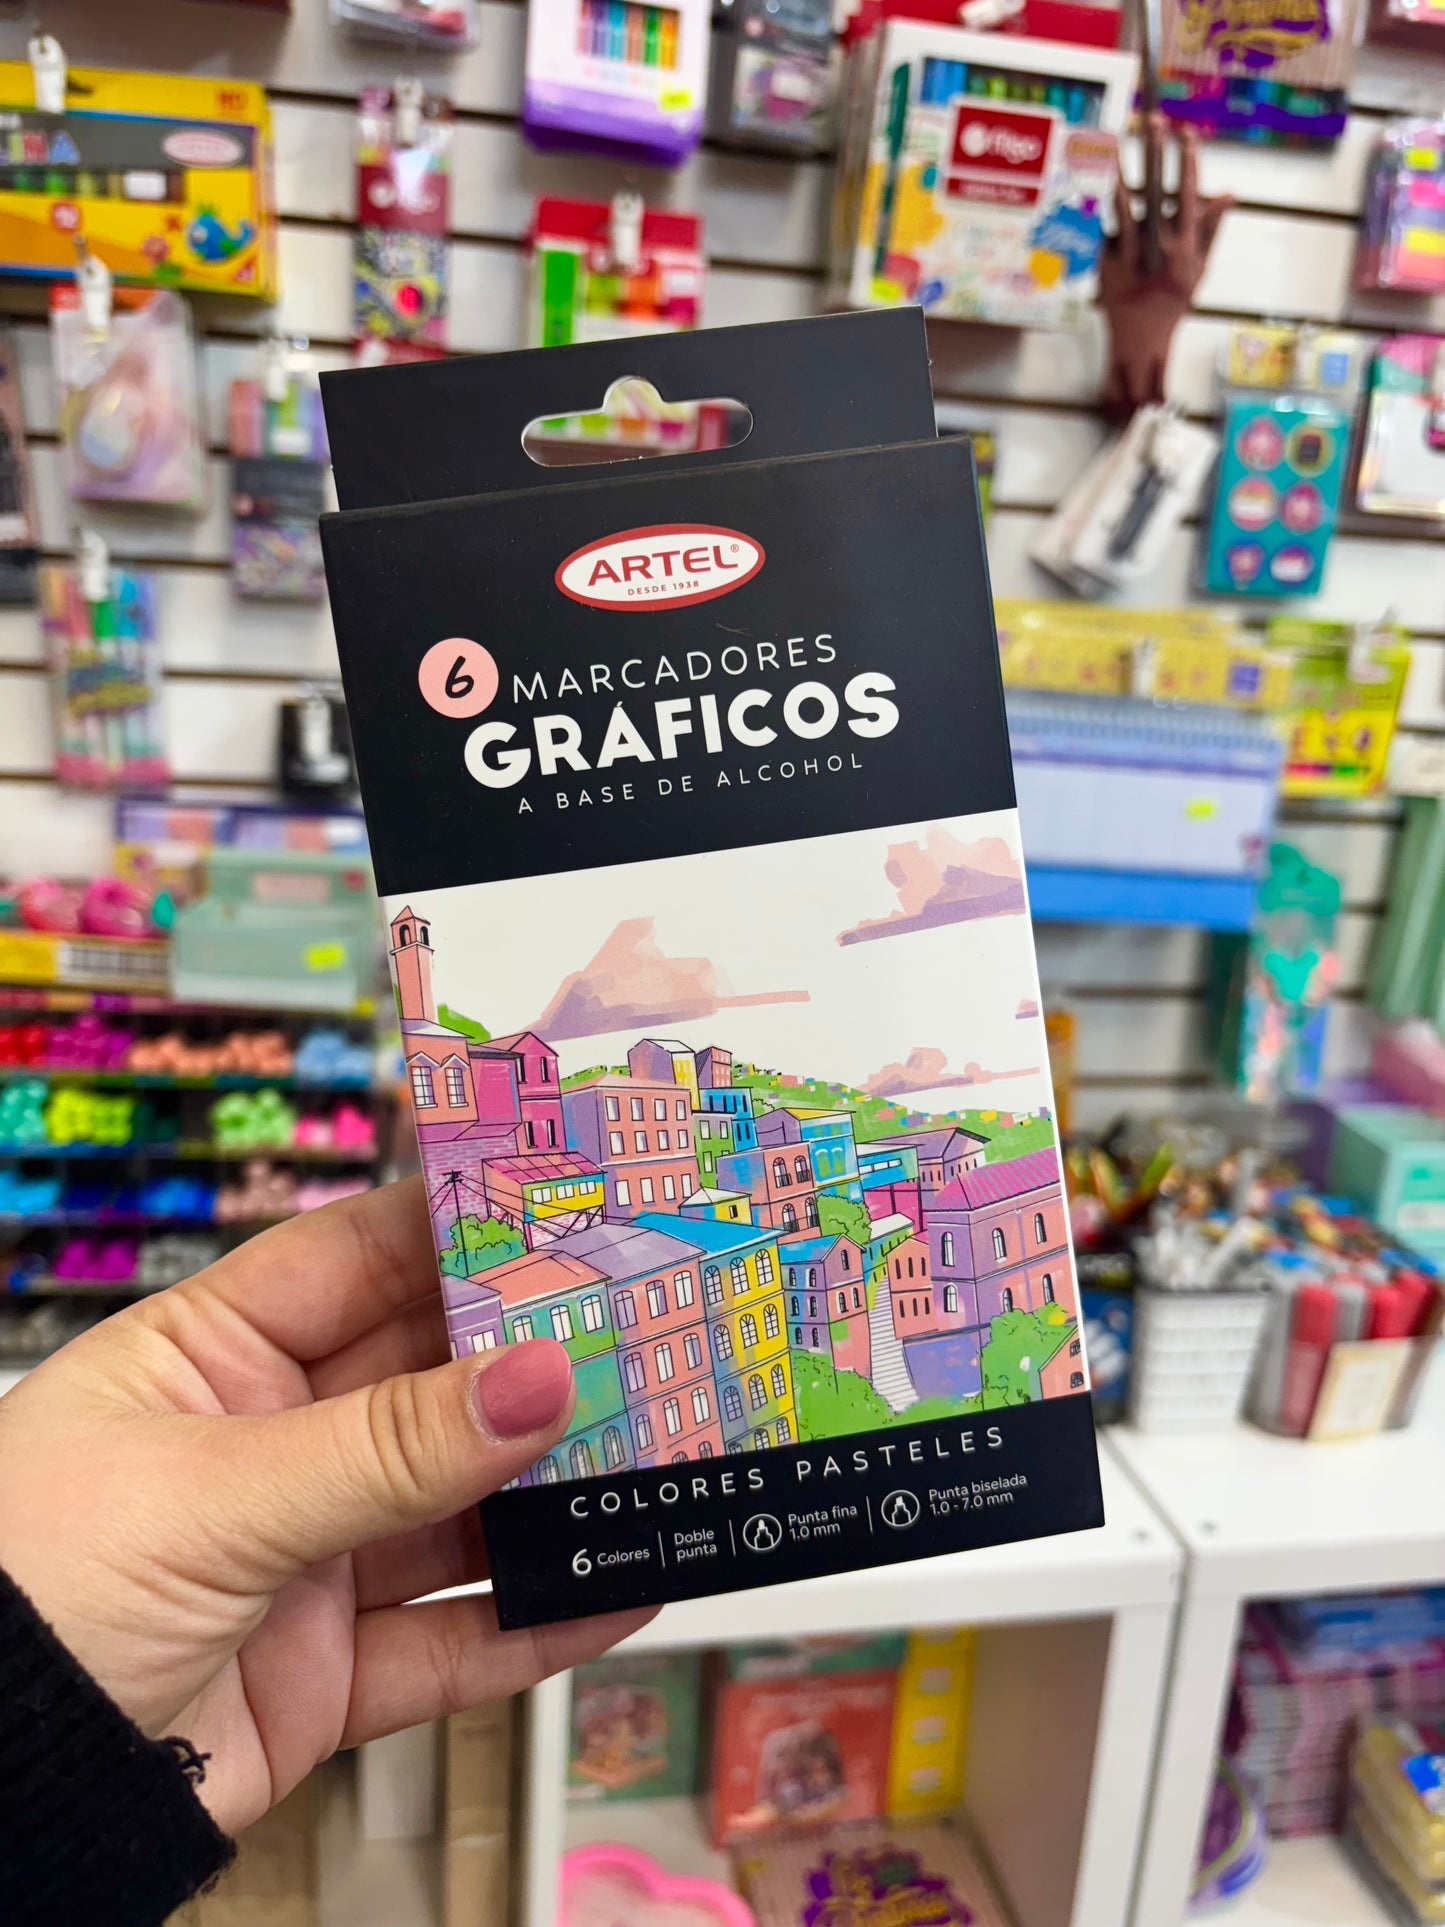 ARTEL®
DESDE 1938
6 MARCADORES
GRÁFICOS
A BASE DE ALCOHOL
COLORES PASTELES
6 Colores
Doble
punta
Punta fina
1.0 mm
Punta biselada
1.0 - 7.0 mm